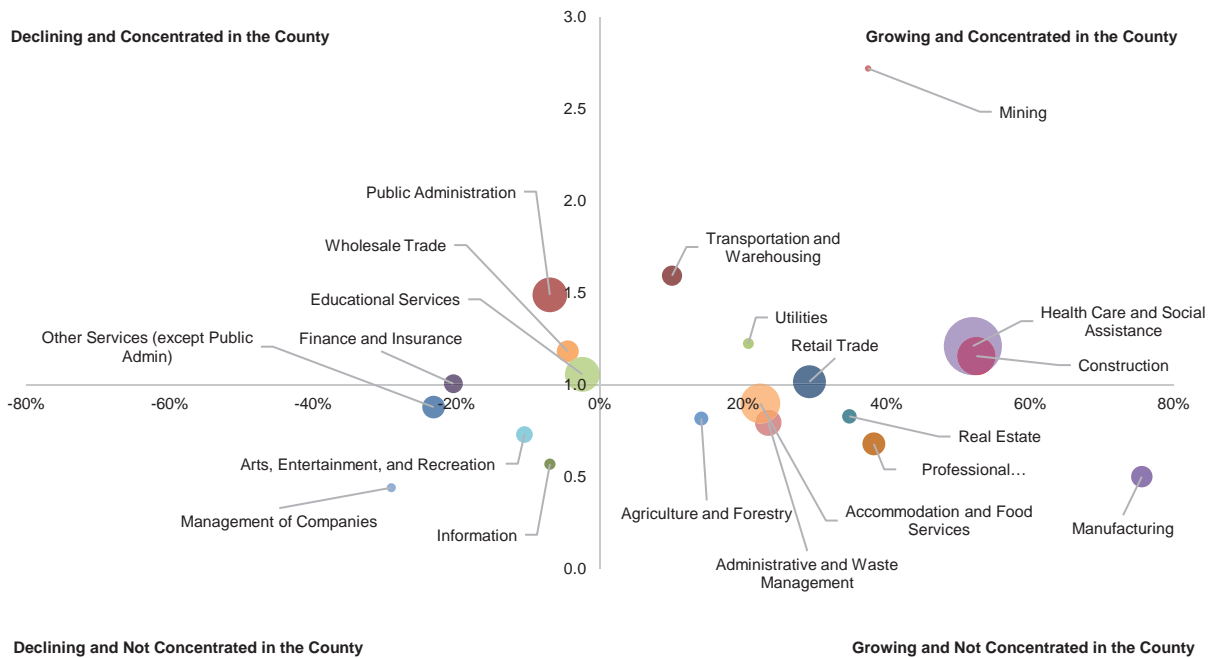 3.0
Declining and Concentrated in the County
Growing and Concentrated in the County
2.5
Mining
2.0
Public Administration
Wholesale Trade
Transportation and
Warehousing
1.5
Educational Services
Other Services (except Public
Admin)
Finance and Insurance
Utilities
Retail Trade
Health Care and Social
Assistance
Construction
1.0
-80%
-60%
-40%
-20%
0%
20%
40%
60%
80%
Arts, Entertainment, and Recreation
Real Estate
Professional…
0.5
Management of Companies
Information
Agriculture and Forestry
Accommodation and Food
Services
Manufacturing
Administrative and Waste
Management
0.0
Declining and Not Concentrated in the County
Growing and Not Concentrated in the County